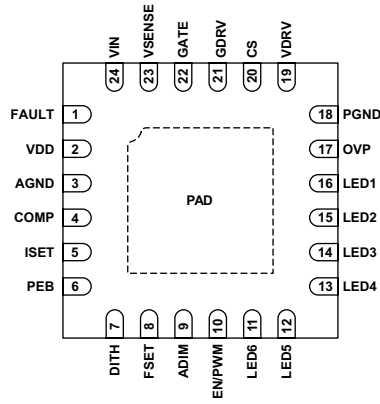 VIN VSENSE GATE GDRV CS VDRV
24 23 22 21 20 19
FAULT 1
VDD 2
AGND 3
COMP 4
ISET 5
PEB 6
PAD
18 PGND
17 OVP
16 LED1
15 LED2
14 LED3
13 LED4
7 8 9 10 11 12
DITH FSET ADIM EN/PWM LED6 LED5